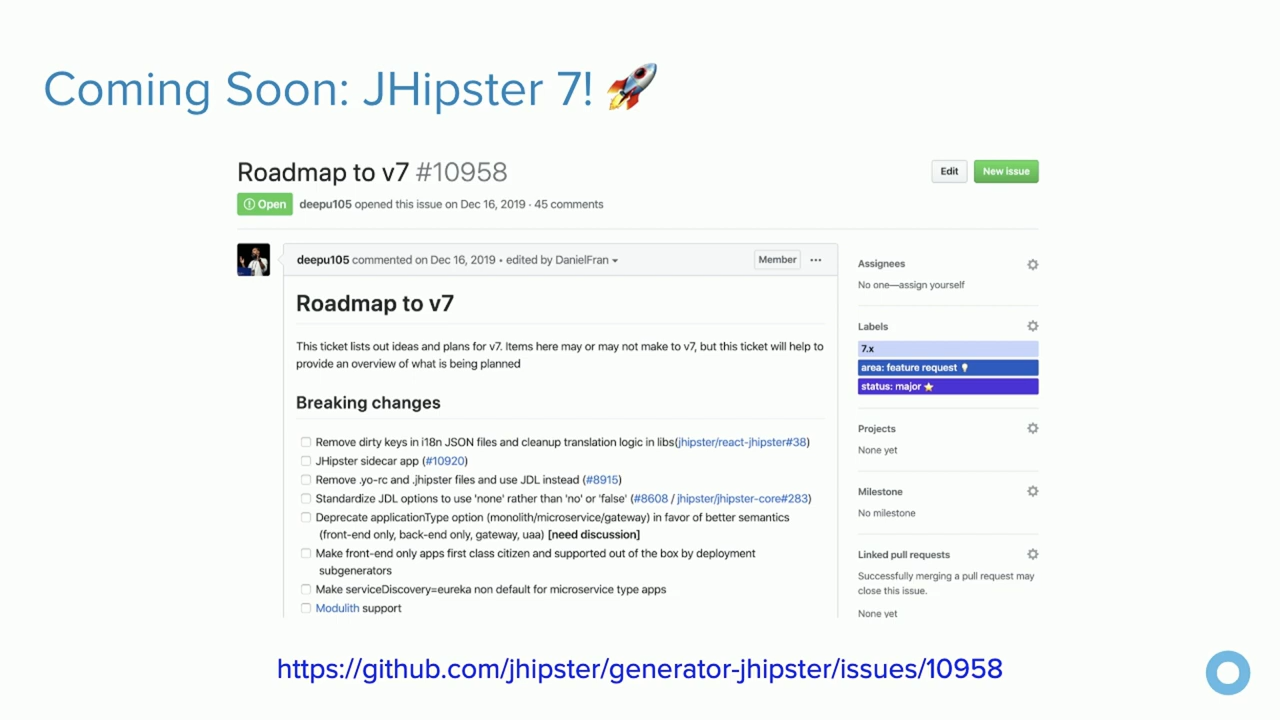 Coming Soon: JHipster 7! 🚀
Roadmap to v7 #10958
Edit
New issue
Open
deepu105 opened this issue on Dec 16, 2019 · 45 comments
deepu105 commented on Dec 16, 2019 • edited by DanielFran
Member
Roadmap to v7
This ticket lists out ideas and plans for v7. Items here may or may not make to v7, but this ticket will help to
provide an overview of what is being planned
Breaking changes
Remove dirty keys in i18n JSON files and cleanup translation logic in libs(jhipster/react-jhipster#38)
JHipster sidecar app (#10920)
Remove .yo-rc and .jhipster files and use JDL instead (#8915)
Standardize JDL options to use 'none' rather than 'no' or 'false' (#8608 / jhipster/jhipster-core#283)
Deprecate applicationType option (monolith/microservice/gateway) in favor of better semantics
(front-end only, back-end only, gateway, uaa) [need discussion]
Make front-end only apps first class citizen and supported out of the box by deployment
subgenerators
Make serviceDiscovery=eureka non default for microservice type apps
Modulith support
Assignees
No one—assign yourself
Labels
7.x
area: feature request 💡
status: major ⭐
Projects
None yet
Milestone
No milestone
Linked pull requests
Successfully merging a pull request may
close this issue.
None yet
https://github.com/jhipster/generator-jhipster/issues/10958